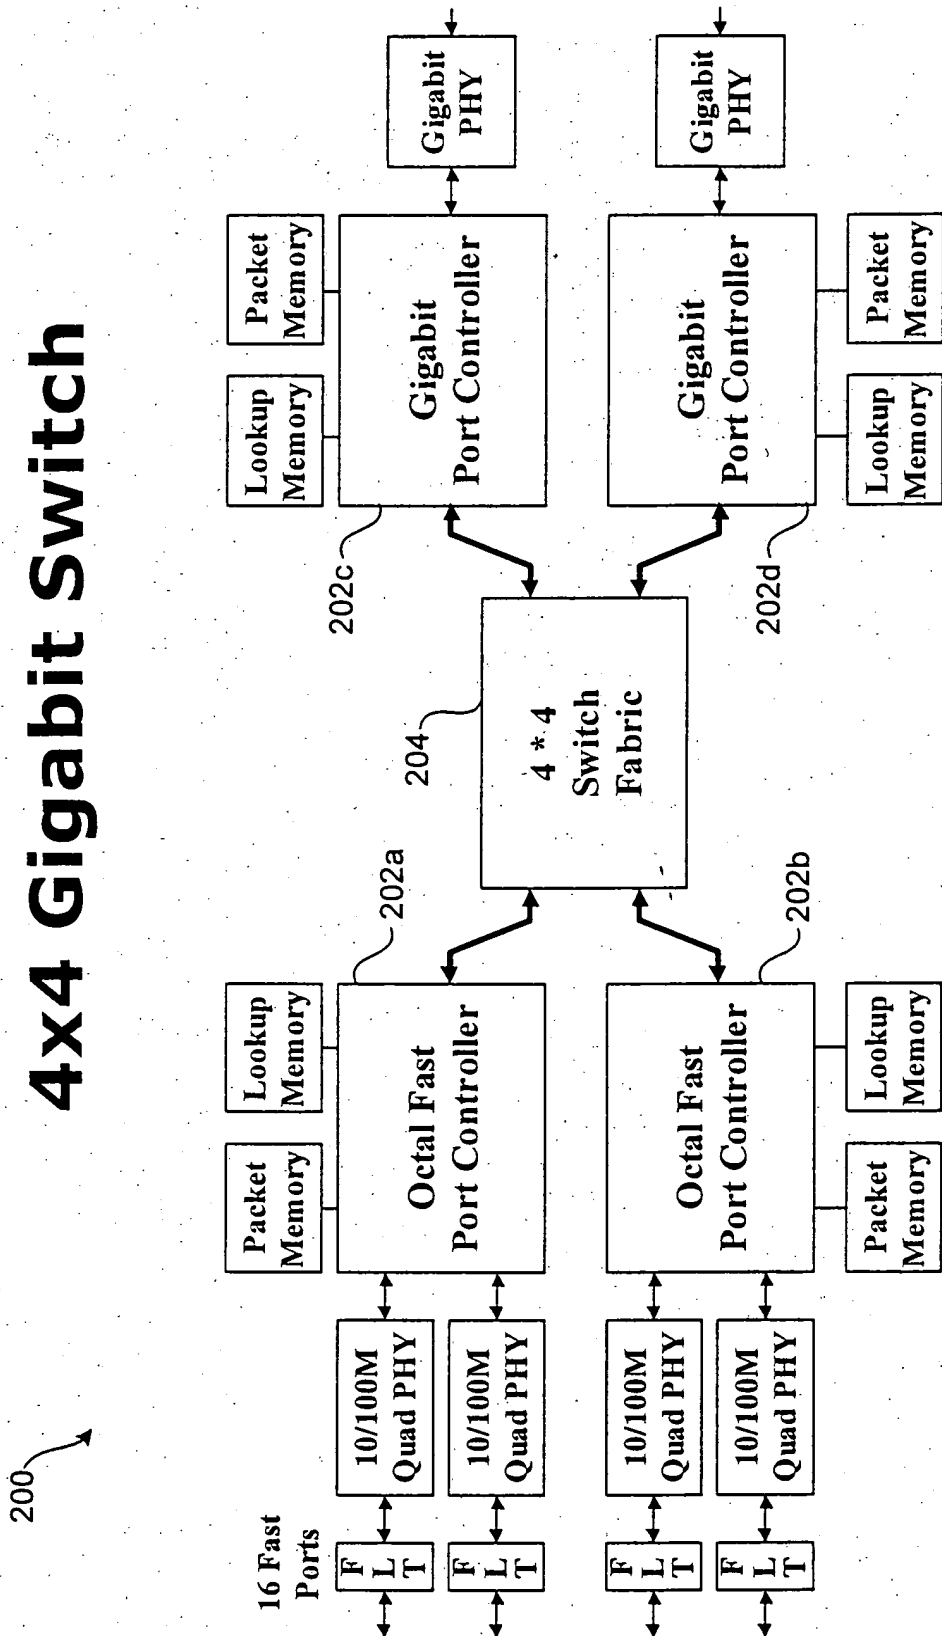 4x4 Gigabit Switch
200
16 Fast
Ports
F
L
T
10/100M
Quad PHY
Packet
Memory
Lookup
Memory
Octal Fast
Port Controller
202a
F
L
T
10/100M
Quad PHY
204
4 * 4
Switch
Fabric
Lookup
Memory
Packet
Memory
Gigabit
Port Controller
202c
Gigabit
PHY
F
L
T
10/100M
Quad PHY
Octal Fast
Port Controller
202b
F
L
T
10/100M
Quad PHY
Packet
Memory
Lookup
Memory
202d
Gigabit
Port Controller
Gigabit
PHY
Lookup
Memory
Packet
Memory